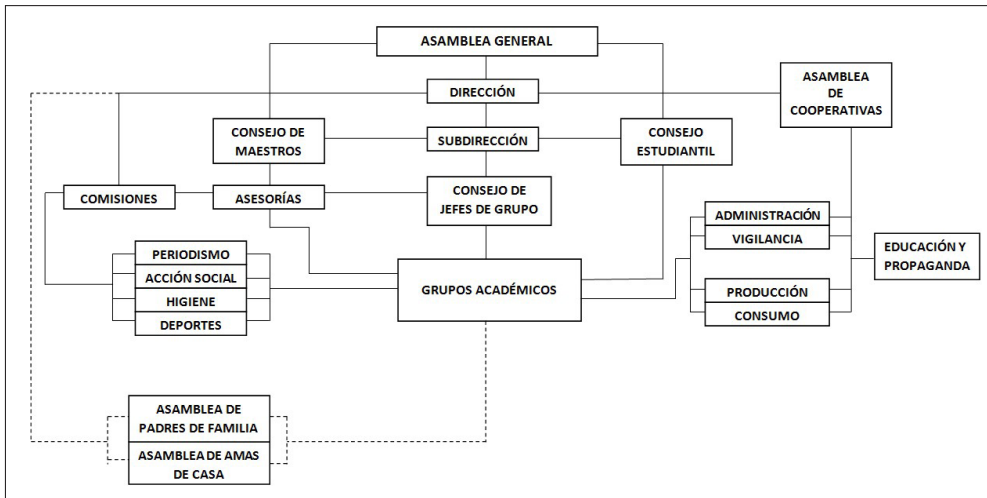 ASAMBLEA GENERAL
DIRECCIÓN
ASAMBLEA
DE
COOPERATIVAS
CONSEJO DE
MAESTROS
SUBDIRECCIÓN
CONSEJO
ESTUDIANTIL
COMISIONES
ASESORÍAS
CONSEJO DE
JEFES DE GRUPO
ADMINISTRACIÓN
VIGILANCIA
EDUCACIÓN Y
PROPAGANDA
PERIODISMO
ACCIÓN SOCIAL
HIGIENE
DEPORTES
GRUPOS ACADÉMICOS
PRODUCCIÓN
CONSUMO
ASAMBLEA DE
PADRES DE FAMILIA
ASAMBLEA DE AMAS
DE CASA